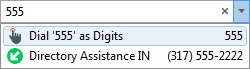 555
Dial '555' as Digits 555
Directory Assistance IN (317) 555-2222